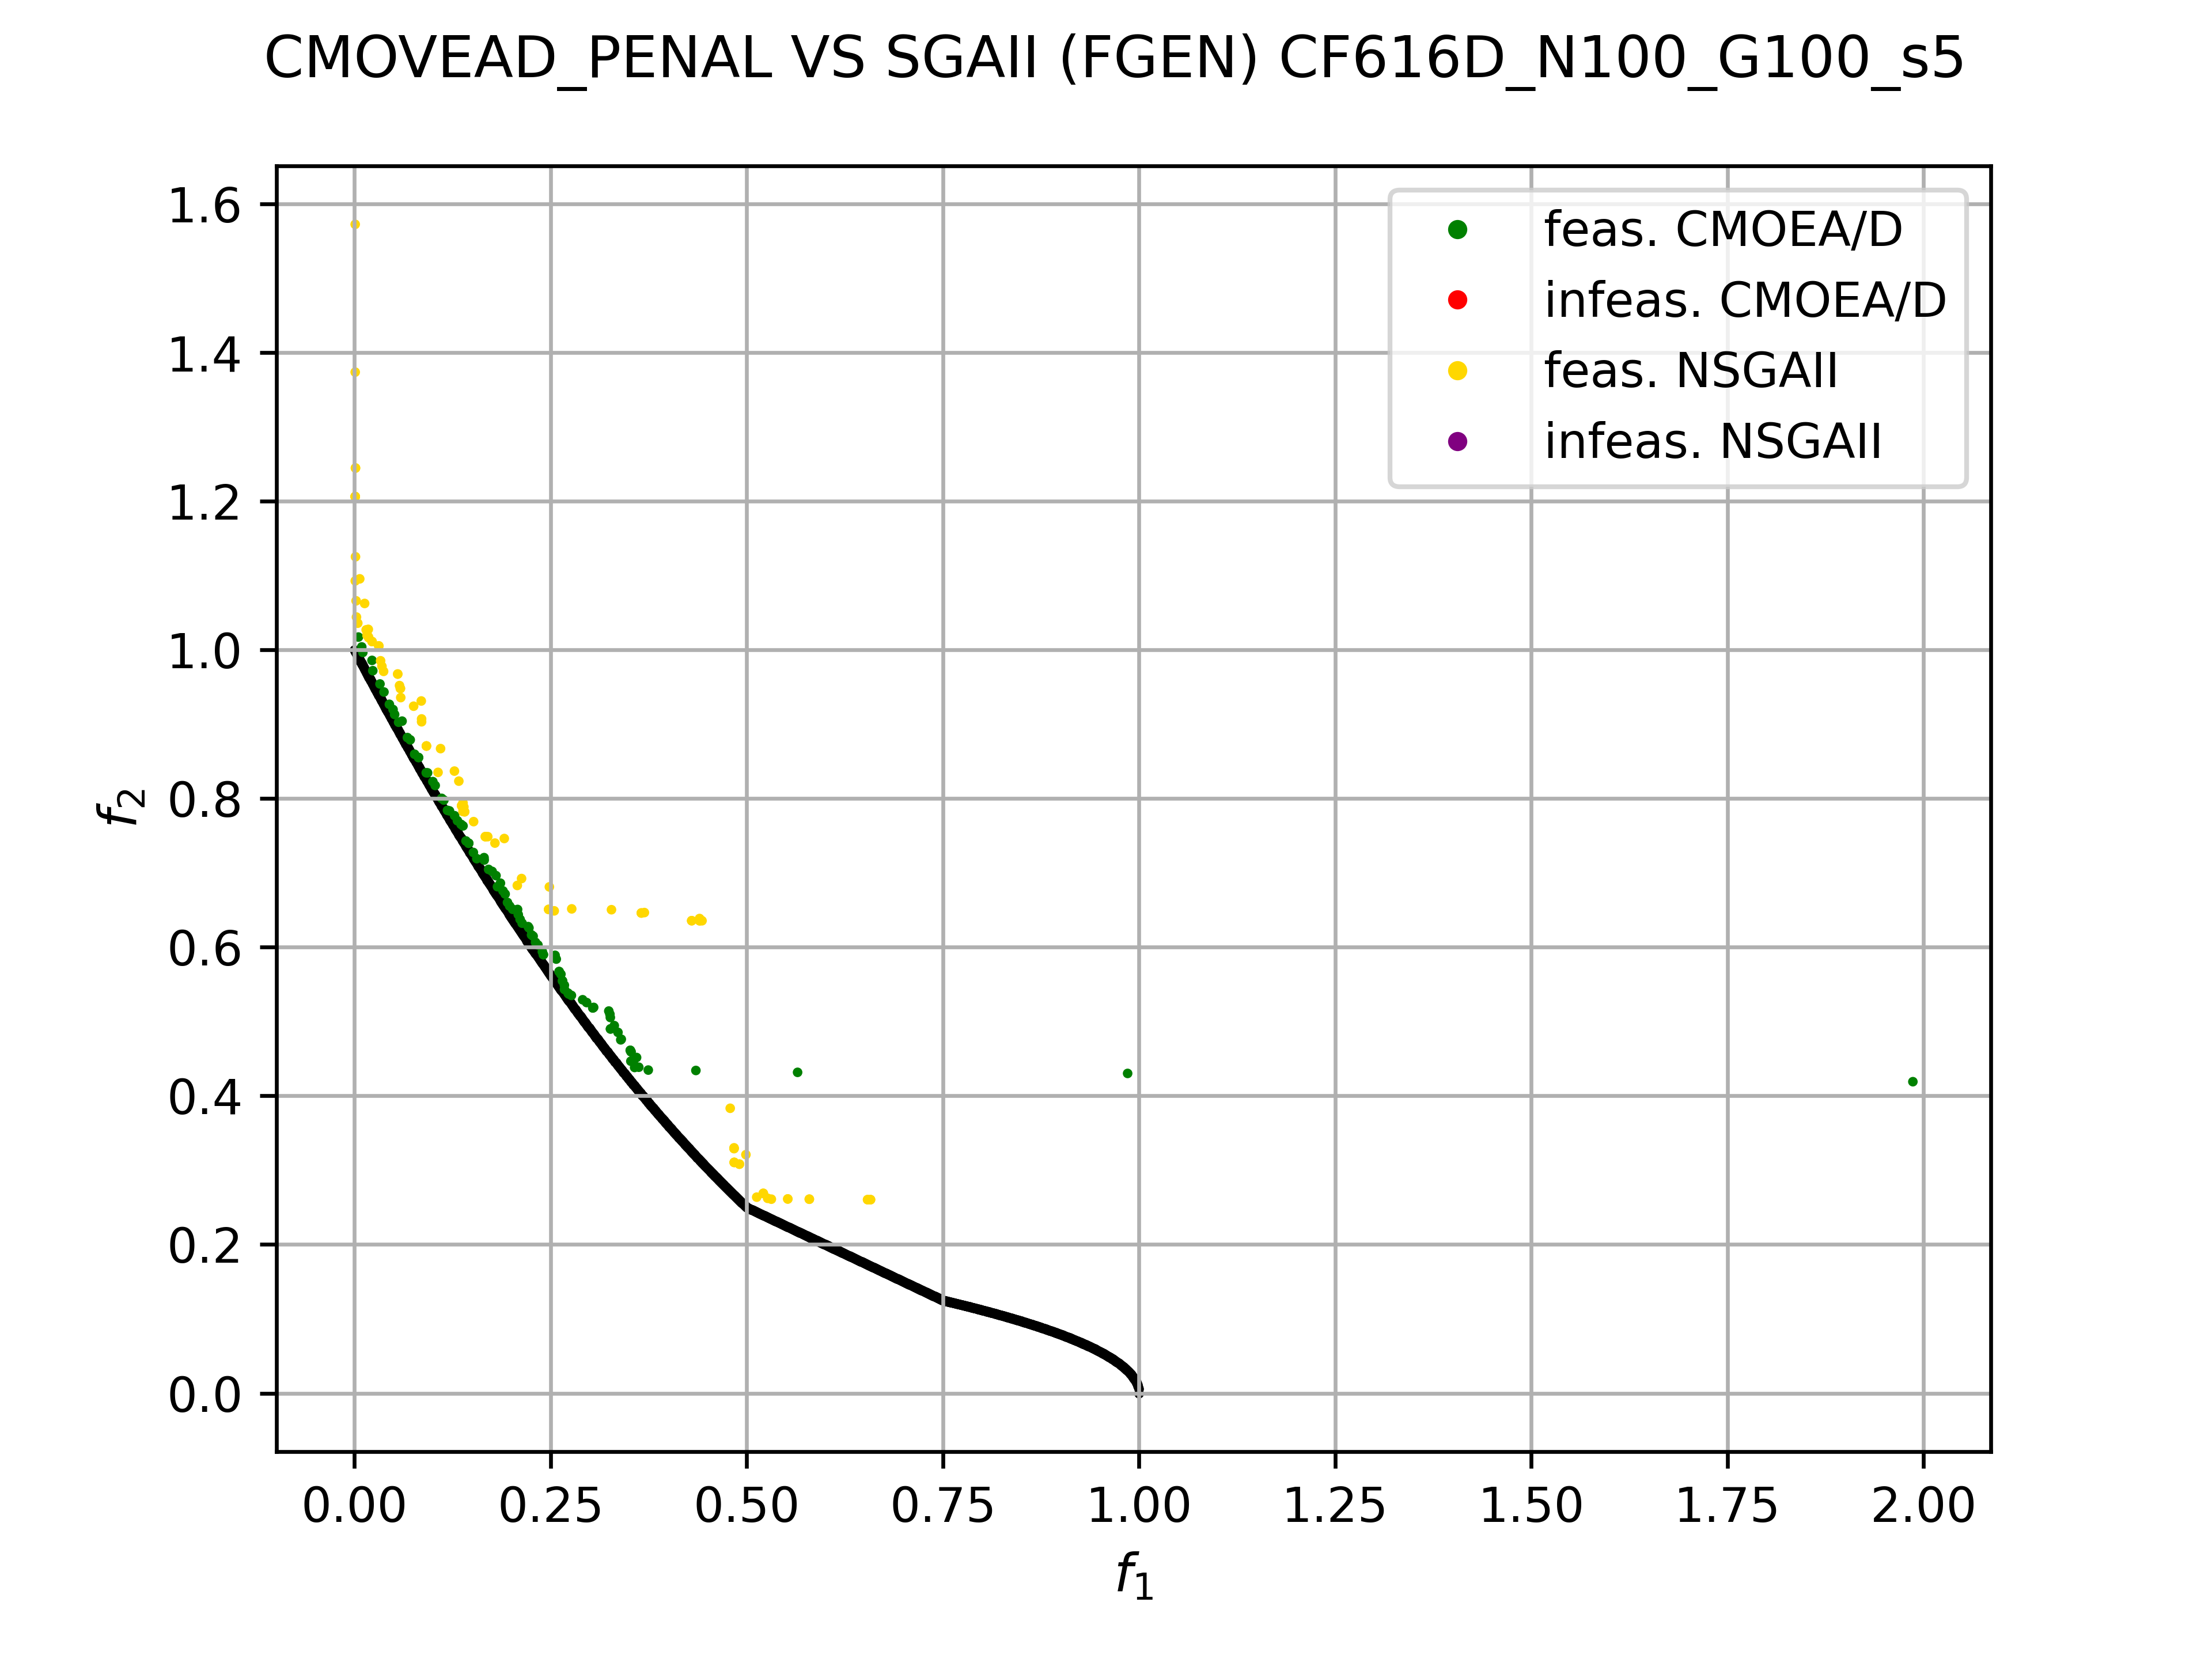 CMOVEAD_PENAL VS SGAII (FGEN) CF616D_N100_G100_s5
1.6
1.4
1.2
1.0
0.8
0.6
0.4
0.2
0.0
f2
feas. CMOEA/D
infeas. CMOEA/D
feas. NSGAII
infeas. NSGAII
0.00 0.25 0.50 0.75 1.00 1.25 1.50 1.75 2.00
f1